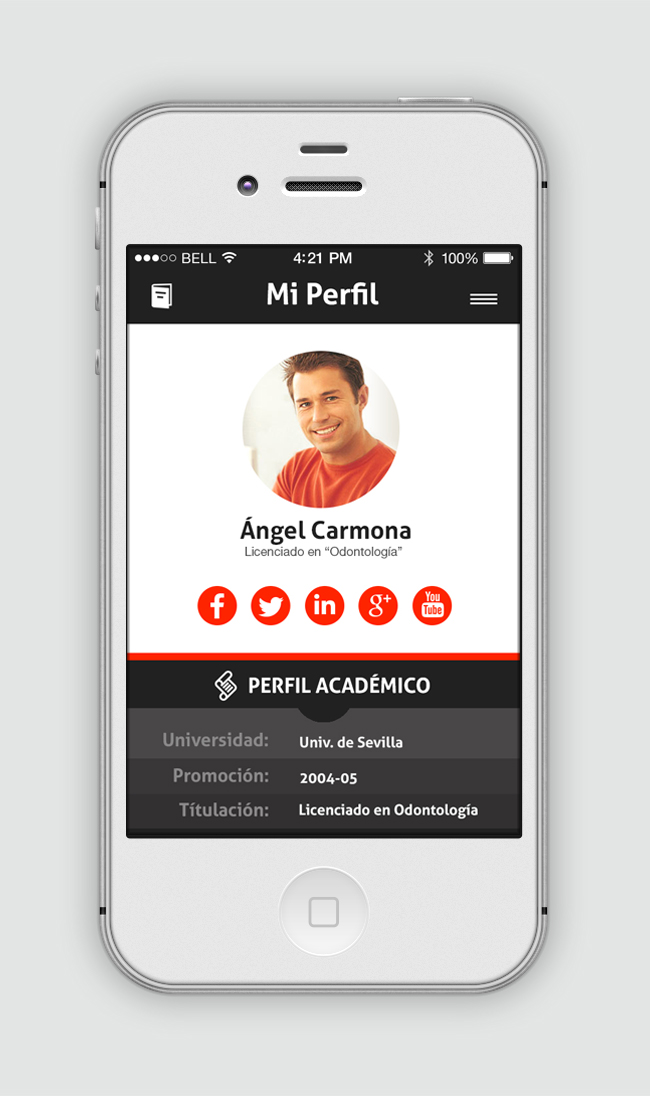 BELL 4:21 PM 100%
Mi Perfil
Ángel Carmona
Licenciado en “Odontología”
f in g+ You Tube
PERFIL ACADÉMICO
Universidad: Univ. de Sevilla
Promoción: 2004-05
Títulación: Licenciado en Odontología